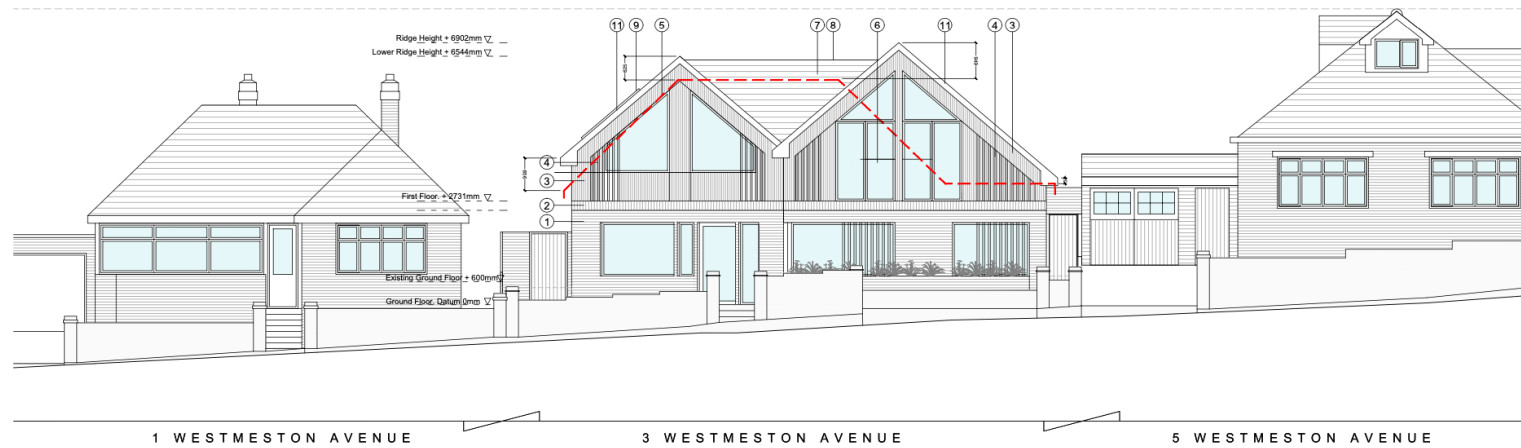 11
9
5
7
8
6
11
4
3
Ridge Height + 6902mm
Lower Ridge Height + 6544mm
625
4
3
First Floor. + 2731mm
2
1
Existing Ground Floor + 600mm
Ground Floor. Datum 0mm
1 WESTMESTON AVENUE
3 WESTMESTON AVENUE
5 WESTMESTON AVENUE